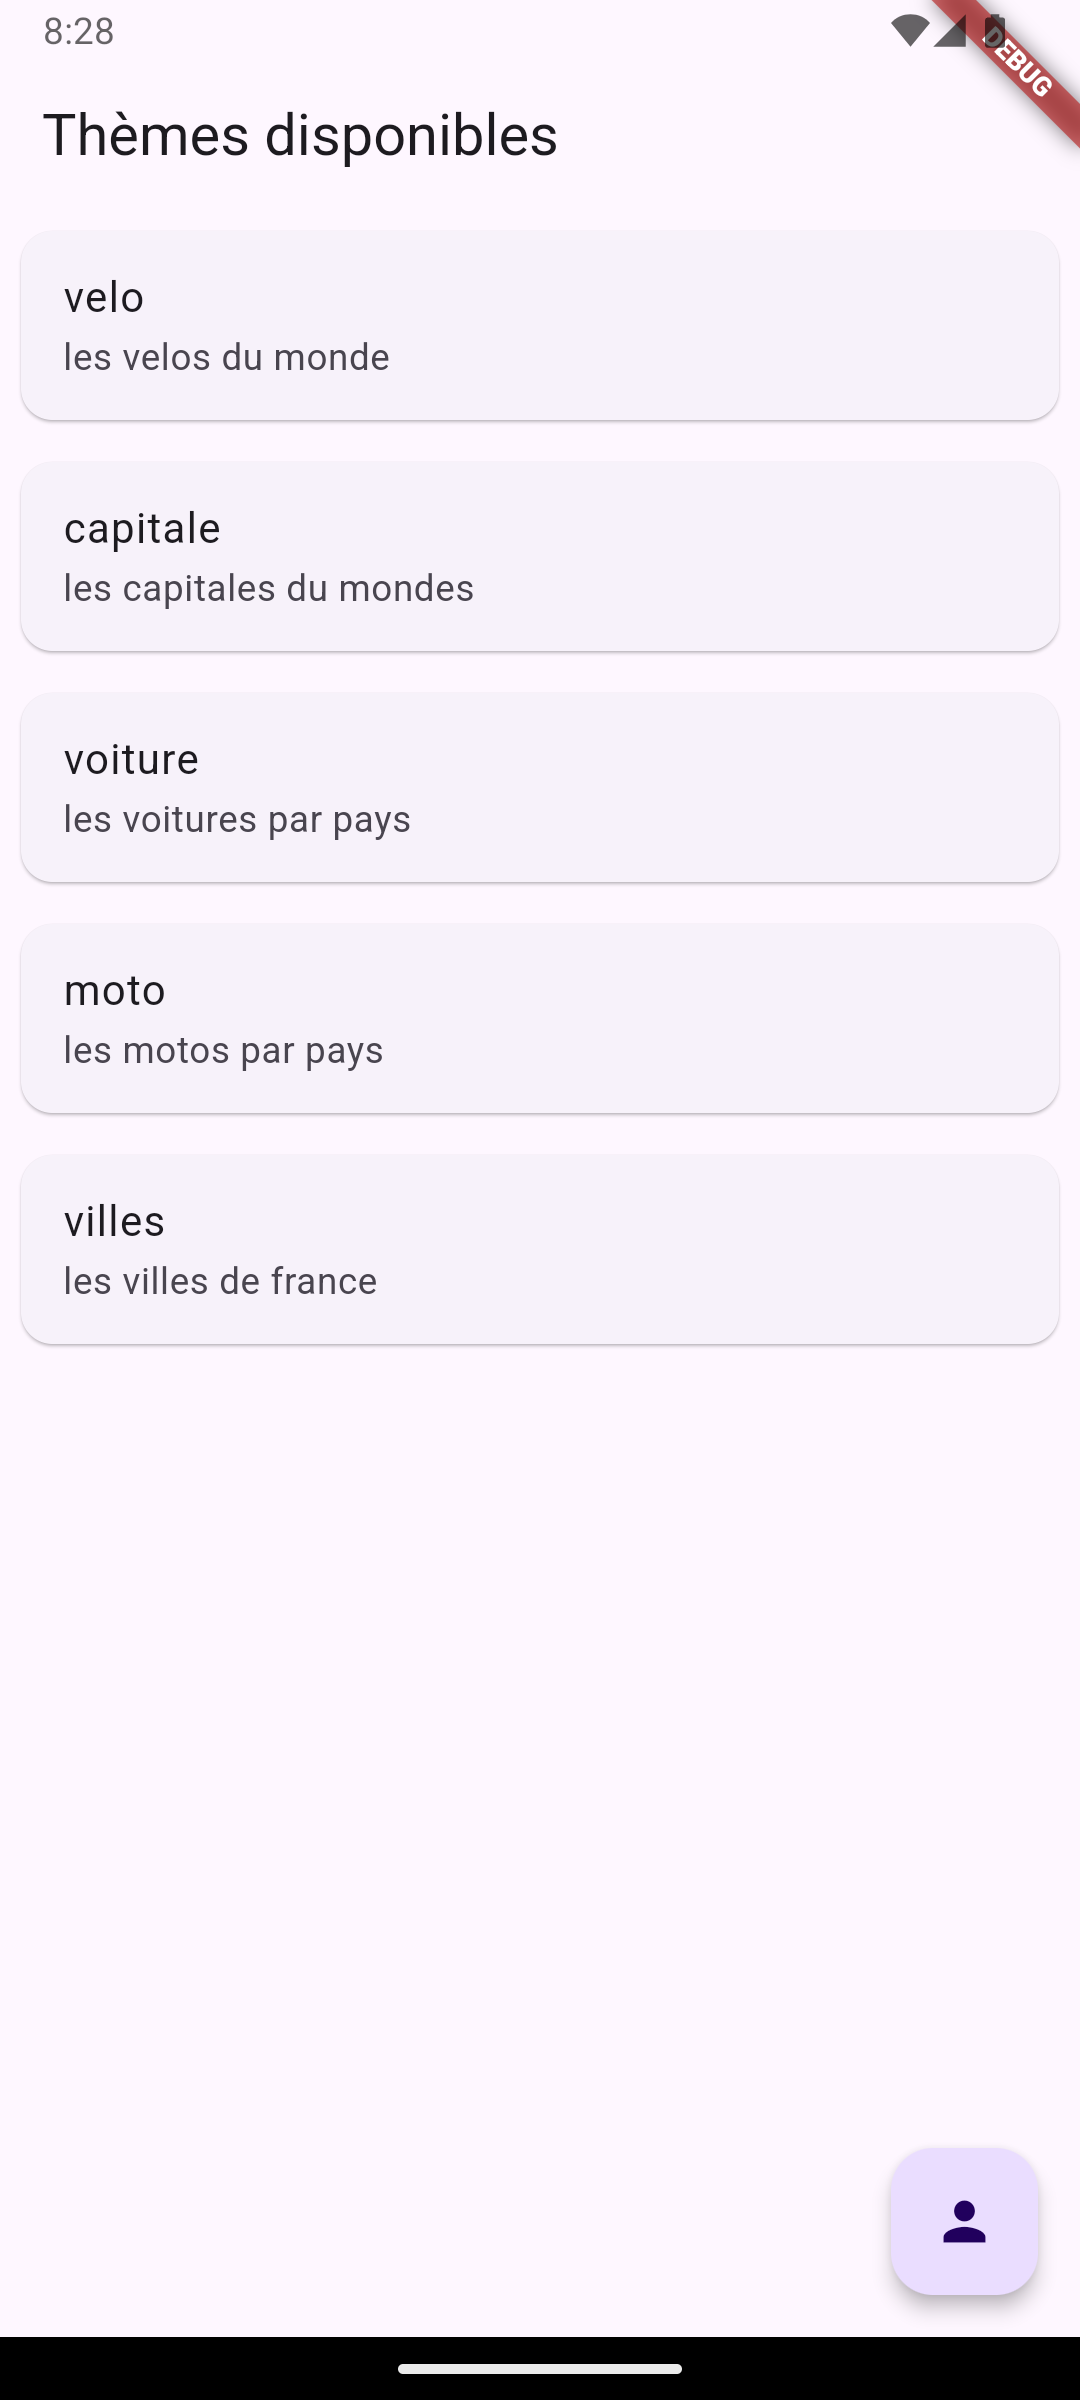 8:28
DEBUG
Thèmes disponibles
velo
les velos du monde
capitale
les capitales du mondes
voiture
les voitures par pays
moto
les motos par pays
villes
les villes de france